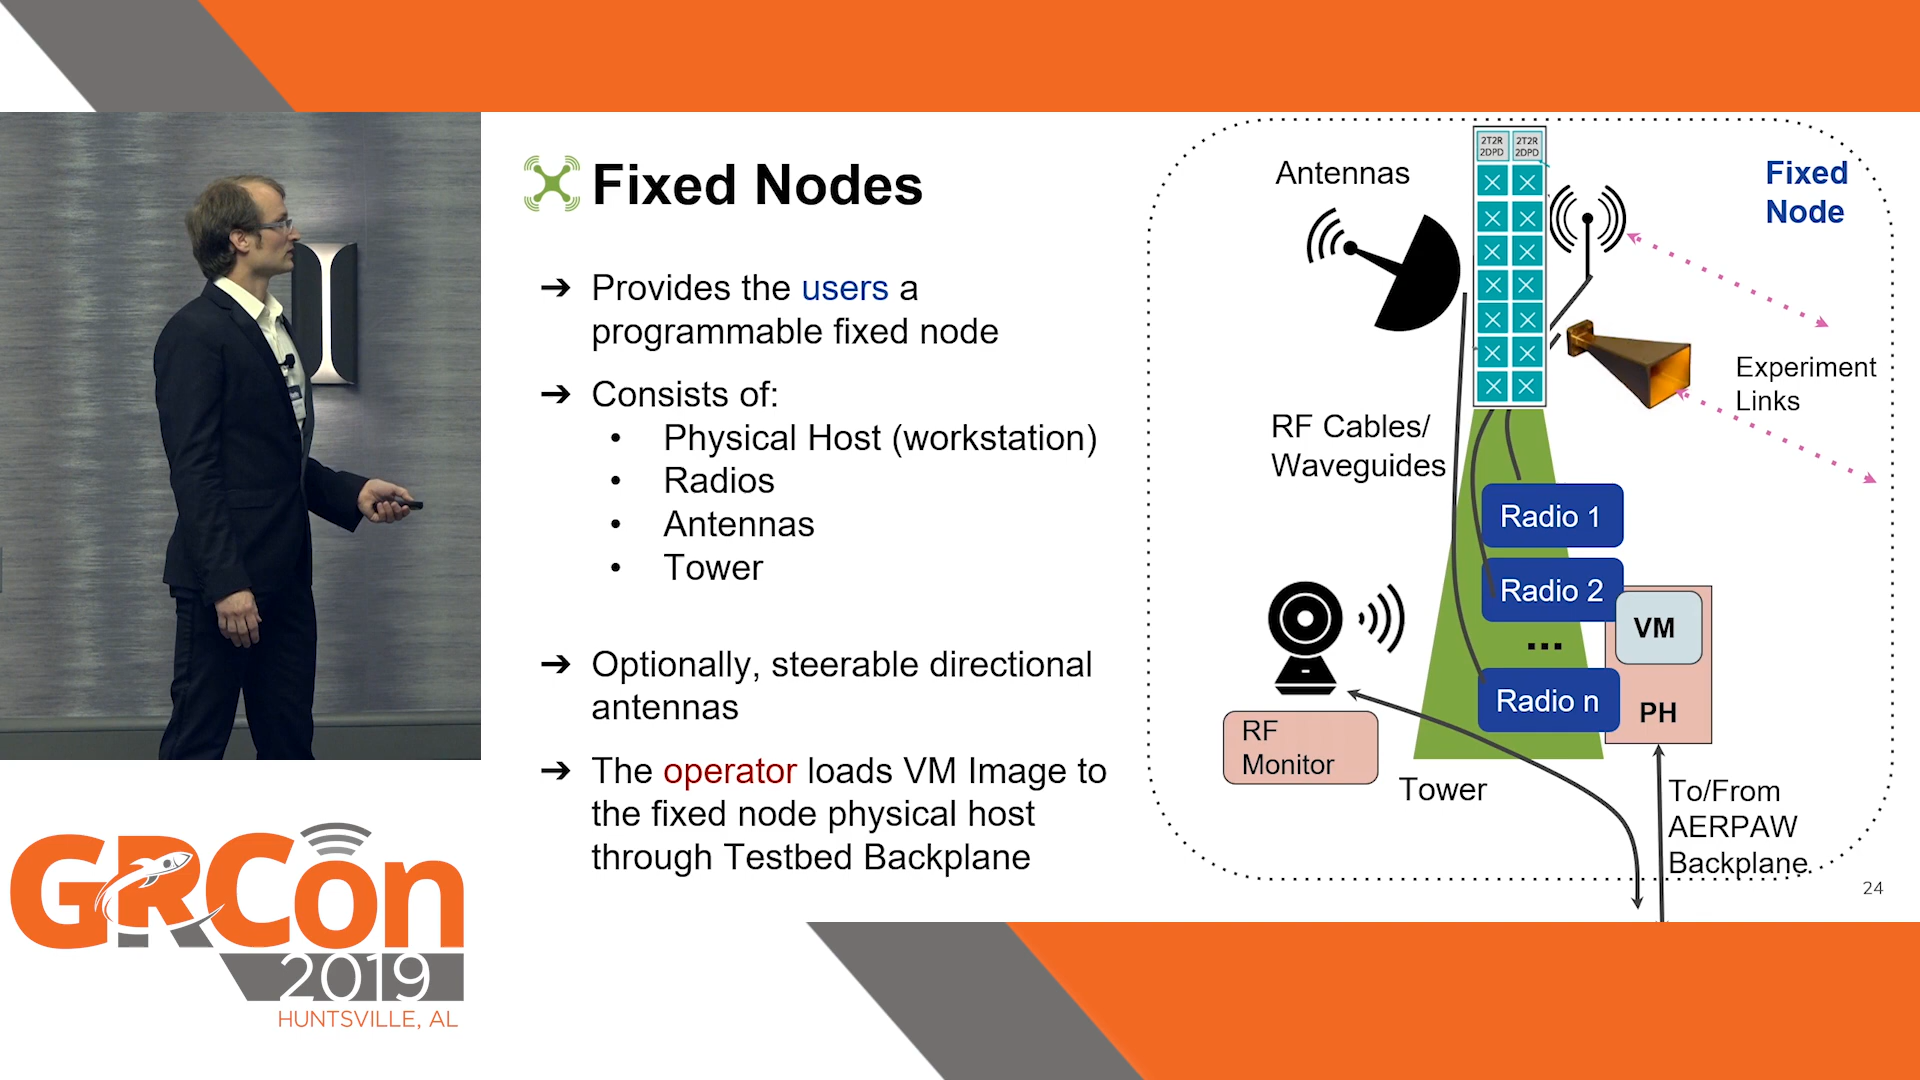 Fixed Nodes
➔ Provides the users a
programmable fixed node
➔ Consists of:
• Physical Host (workstation)
• Radios
• Antennas
• Tower
➔ Optionally, steerable directional
antennas
➔ The operator loads VM Image to
the fixed node physical host
through Testbed Backplane
2T2R
2DPD
2T2R
2DPD
Antennas
Fixed
Node
Experiment
Links
RF Cables/
Waveguides
Radio 1
Radio 2
...
Radio n
VM
PH
RF
Monitor
Tower
To/From
AERPAW
Backplane
24
GRCon
2019
HUNTSVILLE, AL